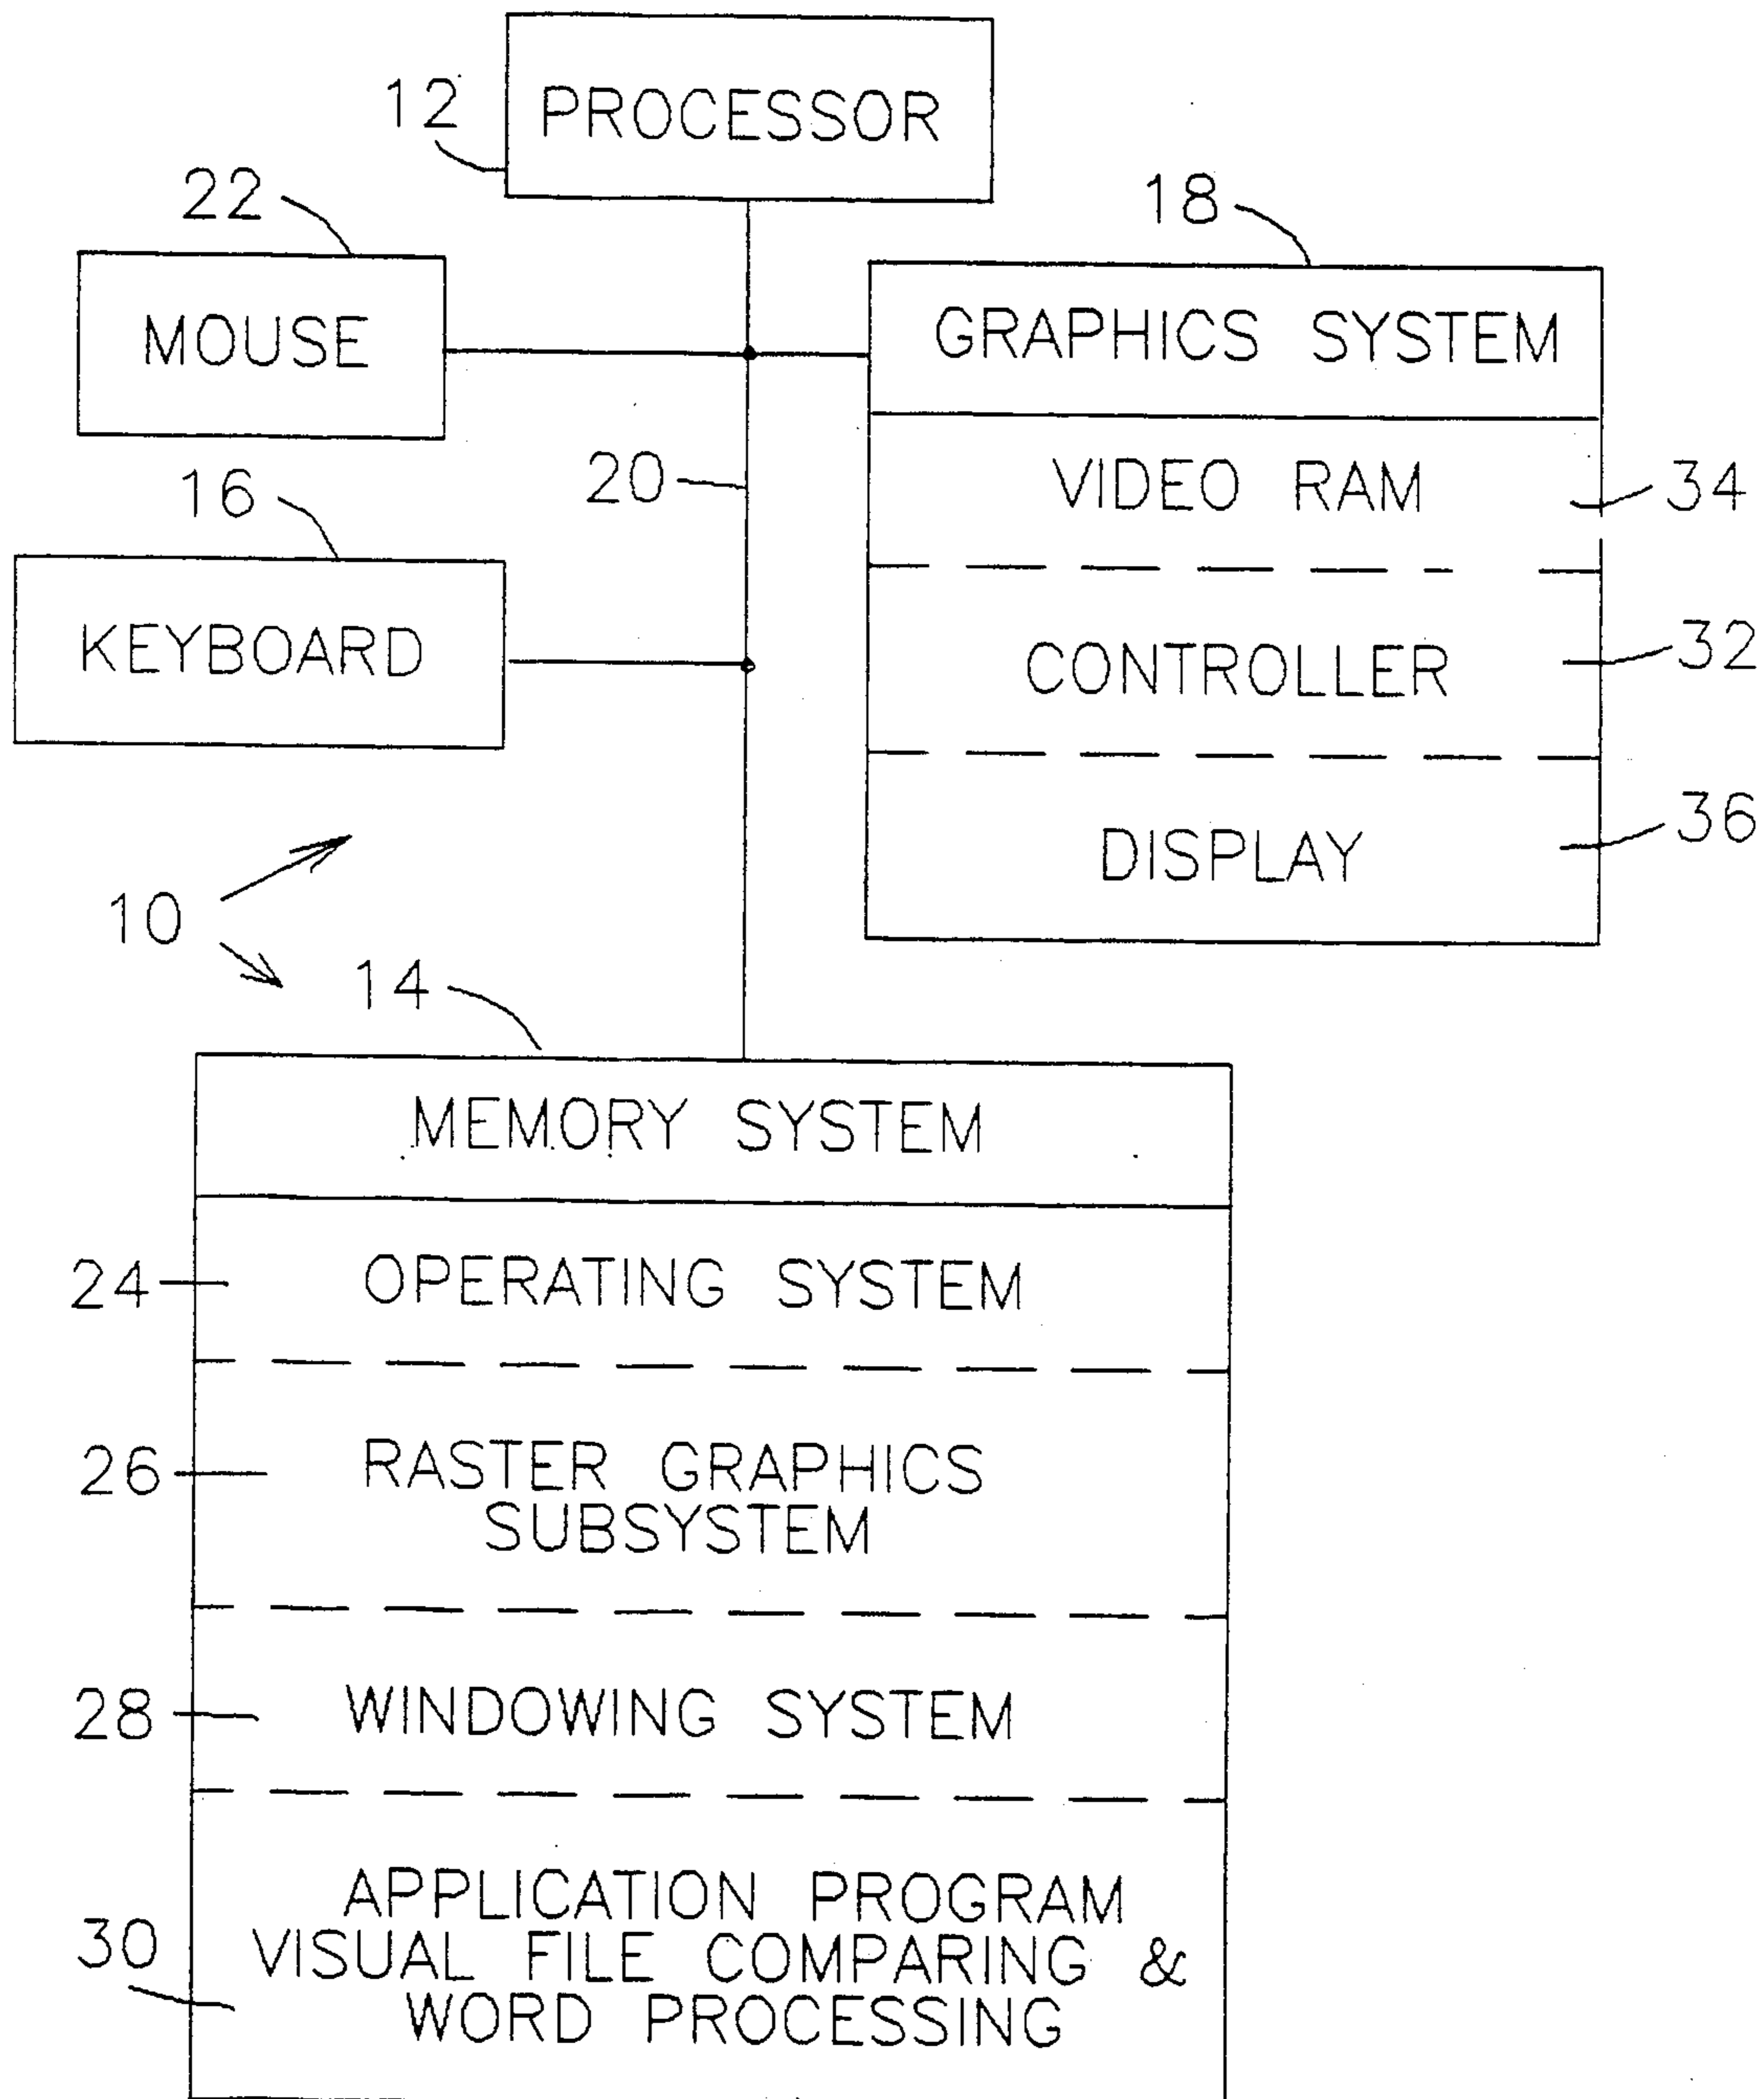 12
PROCESSOR
22
18
MOUSE
GRAPHICS SYSTEM
20
VIDEO RAM
34
16
KEYBOARD
CONTROLLER
32
DISPLAY
36
10
14
MEMORY SYSTEM
24
OPERATING SYSTEM
26
RASTER GRAPHICS
SUBSYSTEM
28
WINDOWING SYSTEM
30
APPLICATION PROGRAM
VISUAL FILE COMPARING &
WORD PROCESSING